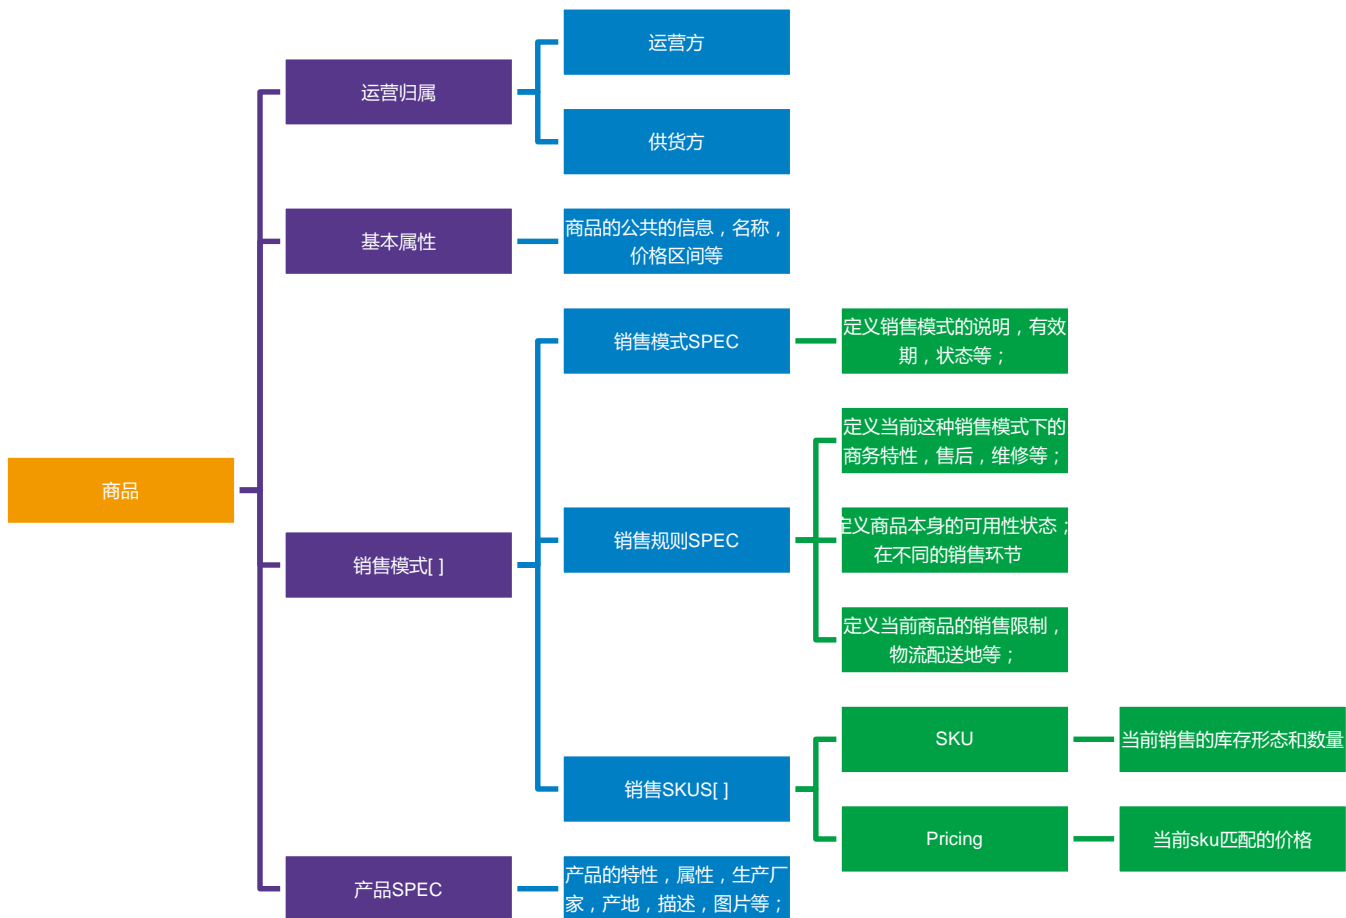 商品
运营归属
运营方
供货方
基本属性
商品的公共的信息，名称，
价格区间等
销售模式[ ]
销售模式SPEC
定义销售模式的说明，有效
期，状态等；
销售规则SPEC
定义当前这种销售模式下的
商务特性，售后，维修等；
定义商品本身的可用性状态；
在不同的销售环节
定义当前商品的销售限制，
物流配送地等；
销售SKUS[ ]
SKU
当前销售的库存形态和数量
Pricing
当前sku匹配的价格
产品SPEC
产品的特性，属性，生产厂
家，产地，描述，图片等；